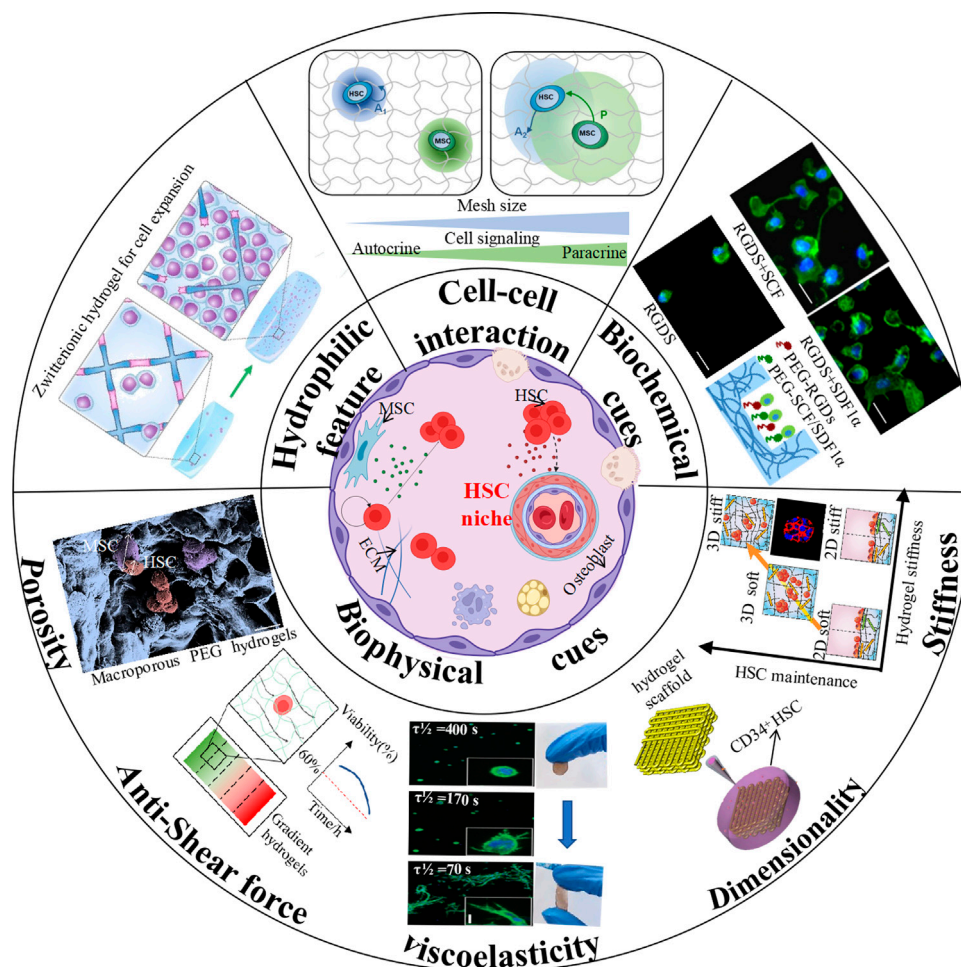 HSC
A1
MSC
HSC
A2
P
MSC
Mesh size
Cell signaling
Autocrine
Paracrine
Cell-cell
interaction
Hydrophilic
feature
Zwitterionic hydrogel for cell expansion
Biochemical
cues
RGDS
RGDS+SCF
RGDS+SDF1α
PEG-RGDs
PEG-SCF/SDF1α
MSC
HSC
HSC
niche
ECM
Osteoblast
Biophysical
cues
Porosity
MSC
HSC
Macroporous PEG hydrogels
Anti-Shear force
Viability(%)
60%
Time/h
Gradient
hydrogels
viscoelasticity
τ½ =400 s
τ½ =170 s
τ½ =70 s
Dimensionality
hydrogel
scaffold
CD34+ HSC
Stiffness
3D stiff
2D stiff
3D soft
2D soft
Hydrogel stiffness
HSC maintenance